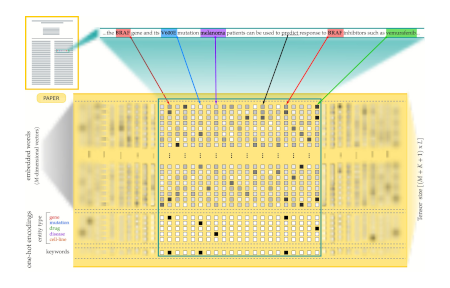 ...the BRAF gene and its V600E mutation melanoma patients can be used to predict response to BRAF inhibitors such as vemurafenib.
PAPER
embedded words
(M-dimensional vectors)
one-hot encodings
entity type
gene
mutation
drug
disease
cell-line
keywords
Tensor size [(M + K + 1) x L]